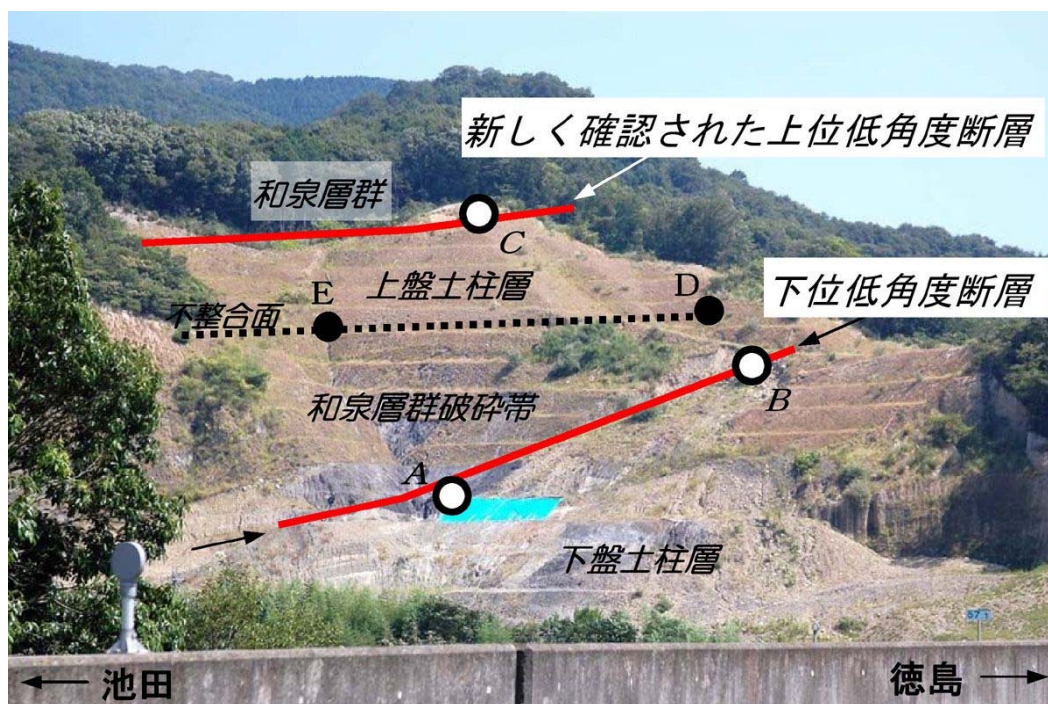 新しく確認された上位低角度断層
和泉層群
C
上盤土柱層
E
D
下位低角度断層
不整合面
B
和泉層群破砕帯
A
下盤土柱層
571
← 池田
徳島 →